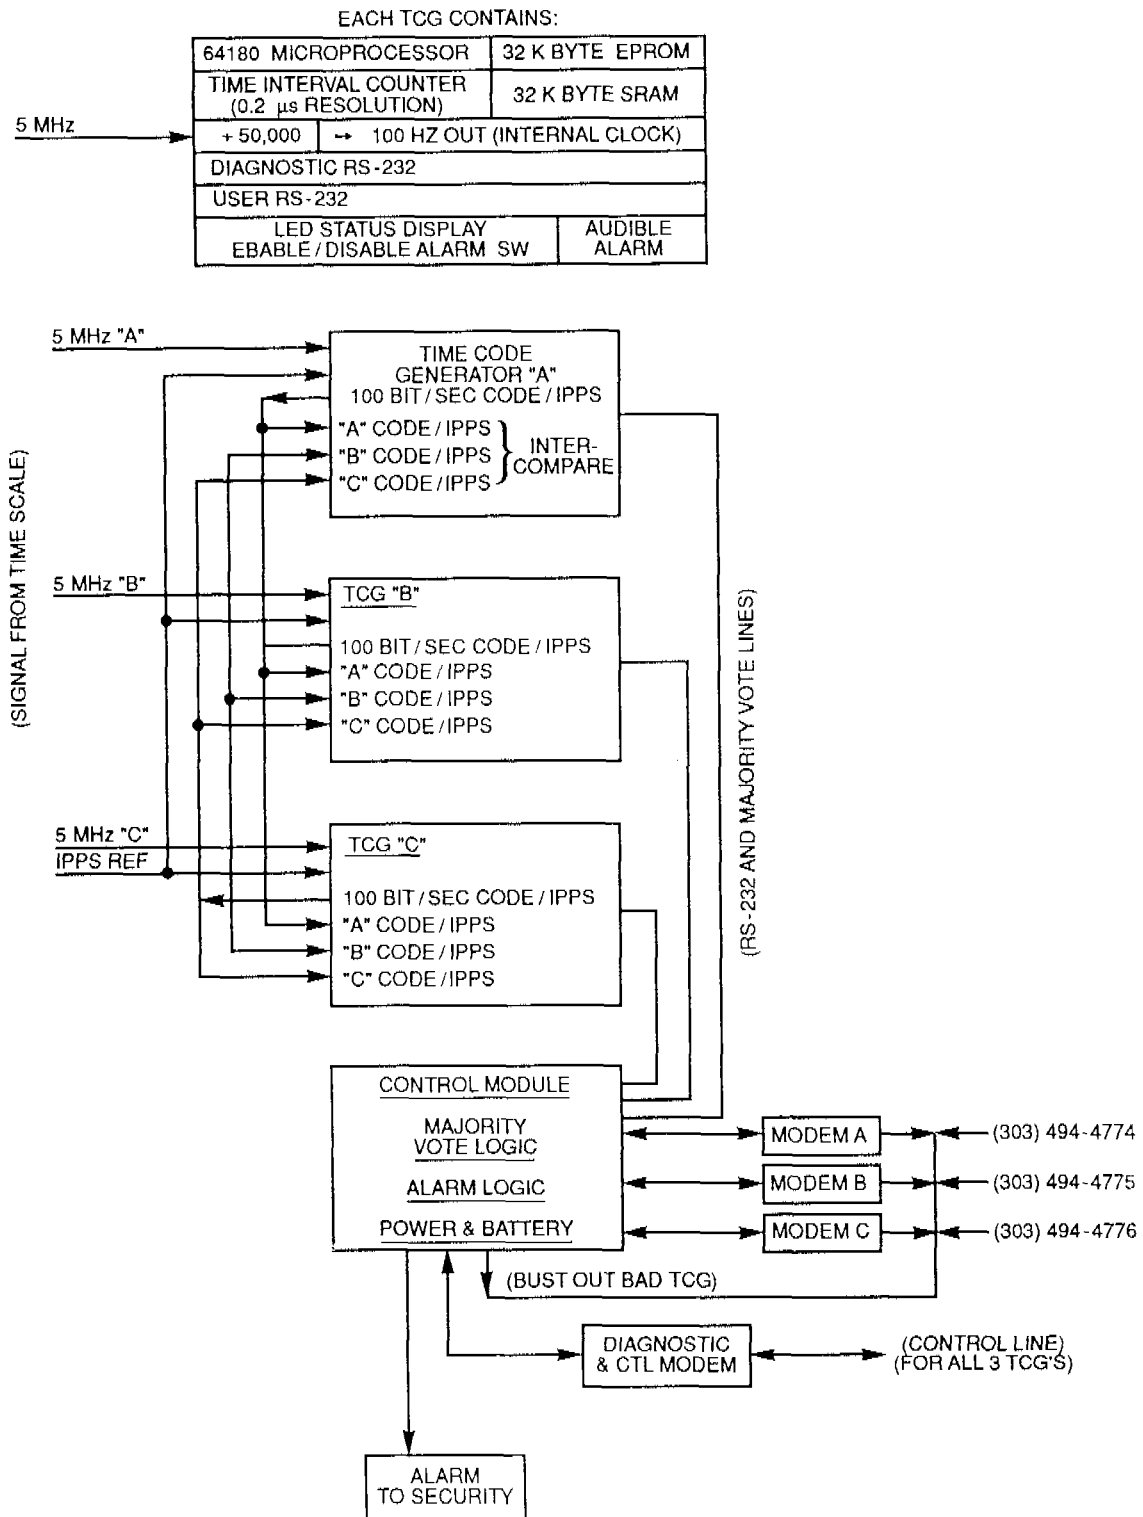 EACH TCG CONTAINS:
64180 MICROPROCESSOR
32 K BYTE EPROM
TIME INTERVAL COUNTER
(0.2 µs RESOLUTION)
32 K BYTE SRAM
5 MHz
+ 50,000
→ 100 HZ OUT (INTERNAL CLOCK)
DIAGNOSTIC RS-232
USER RS-232
LED STATUS DISPLAY
EBABLE / DISABLE ALARM SW
AUDIBLE
ALARM
(SIGNAL FROM TIME SCALE)
5 MHz "A"
TIME CODE
GENERATOR "A"
100 BIT / SEC CODE / IPPS
"A" CODE / IPPS
"B" CODE / IPPS
"C" CODE / IPPS
INTER-
COMPARE
5 MHz "B"
TCG "B"
100 BIT / SEC CODE / IPPS
"A" CODE / IPPS
"B" CODE / IPPS
"C" CODE / IPPS
5 MHz "C"
IPPS REF
TCG "C"
100 BIT / SEC CODE / IPPS
"A" CODE / IPPS
"B" CODE / IPPS
"C" CODE / IPPS
(RS-232 AND MAJORITY VOTE LINES)
CONTROL MODULE
MAJORITY
VOTE LOGIC
ALARM LOGIC
POWER & BATTERY
MODEM A
(303) 494-4774
MODEM B
(303) 494-4775
MODEM C
(303) 494-4776
(BUST OUT BAD TCG)
DIAGNOSTIC
& CTL MODEM
(CONTROL LINE)
(FOR ALL 3 TCG'S)
ALARM
TO SECURITY